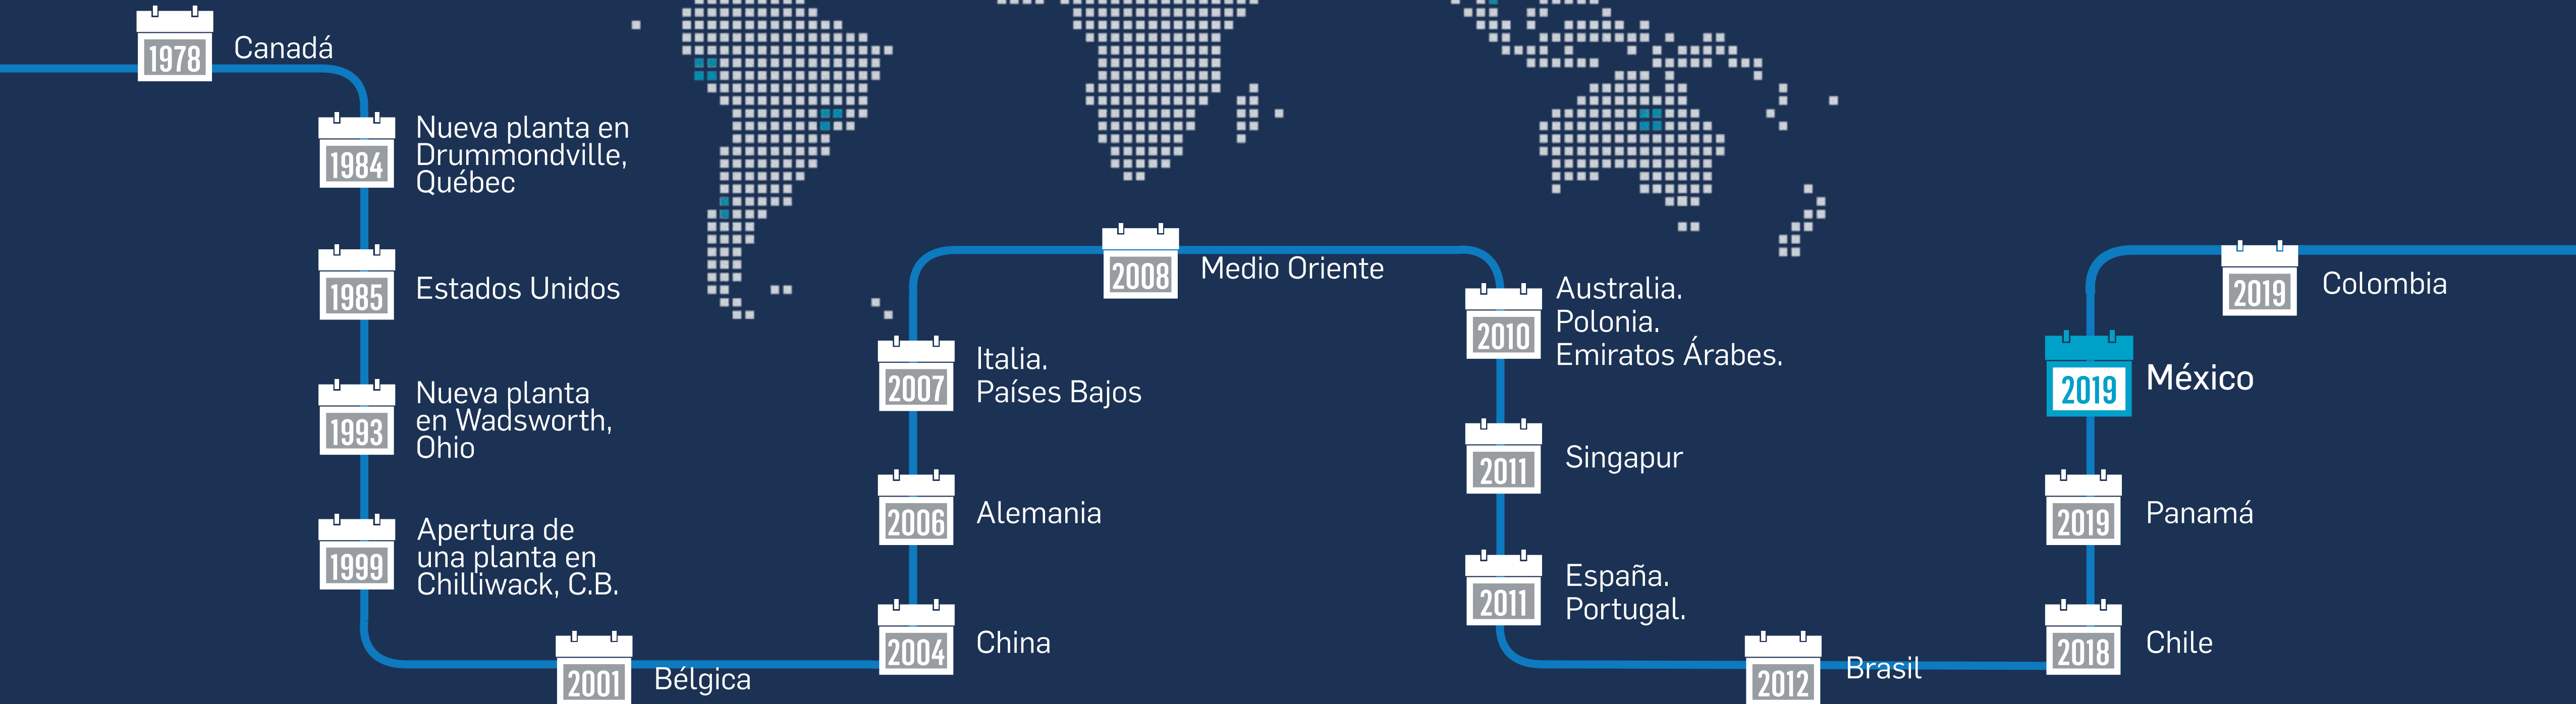 1978
Canadá
1984
Nueva planta en
Drummondville,
Québec
1985
Estados Unidos
1993
Nueva planta
en Wadsworth,
Ohio
1999
Apertura de
una planta en
Chilliwack, C.B.
2001
Bélgica
2004
China
2006
Alemania
2007
Italia.
Países Bajos
2008
Medio Oriente
2010
Australia.
Polonia.
Emiratos Árabes.
2011
Singapur
2011
España.
Portugal.
2012
Brasil
2018
Chile
2019
Panamá
2019
México
2019
Colombia